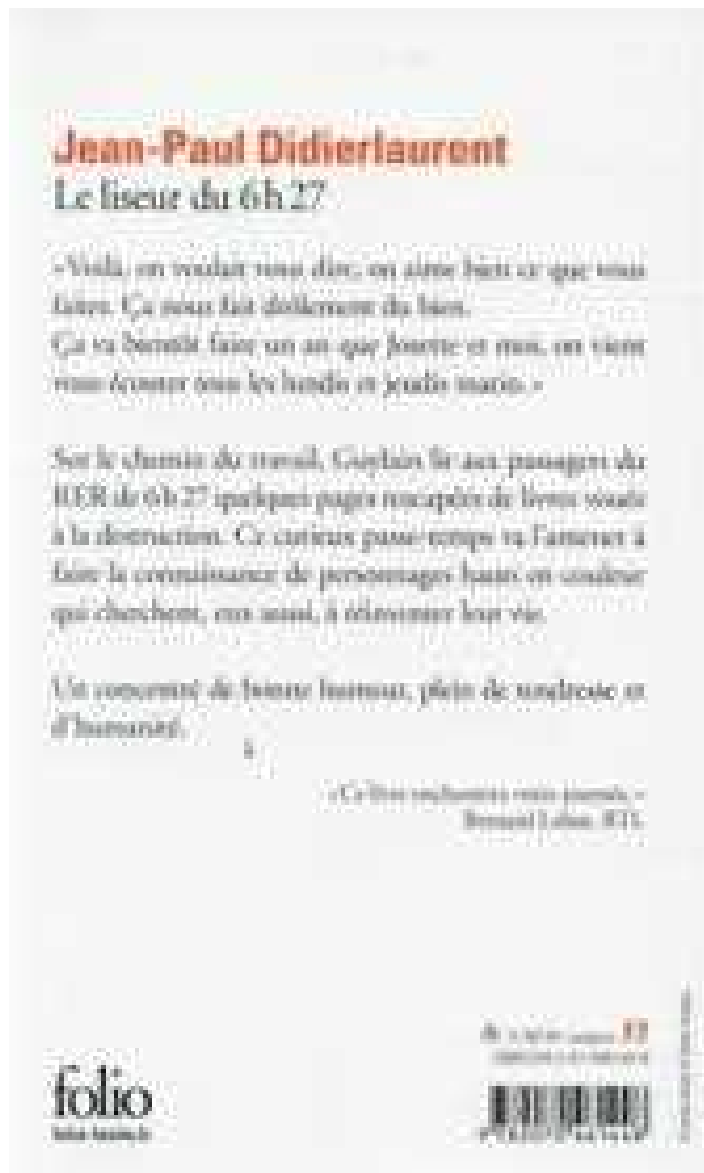 Jean-Paul Didierlaurent
Le liseur du 6 h 27
« Voilà, on voulait vous dire, on aime bien ce que vous
faites. Ça nous fait drôlement du bien.
Ça va bientôt faire un an que Josette et moi, on vient
vous écouter tous les lundis et jeudis matin. »
Sur le chemin du travail, Guylain lit aux passagers du
RER de 6 h 27 quelques pages rescapées de livres voués
à la destruction. Ce curieux passe-temps va l'amener à
faire la connaissance de personnages hauts en couleur
qui cherchent, eux aussi, à réinventer leur vie.
Un concentré de bonne humeur, plein de tendresse et
d'humanité.
« Ce livre enchantera votre journée. »
Bernard Lehut, RTL
folio